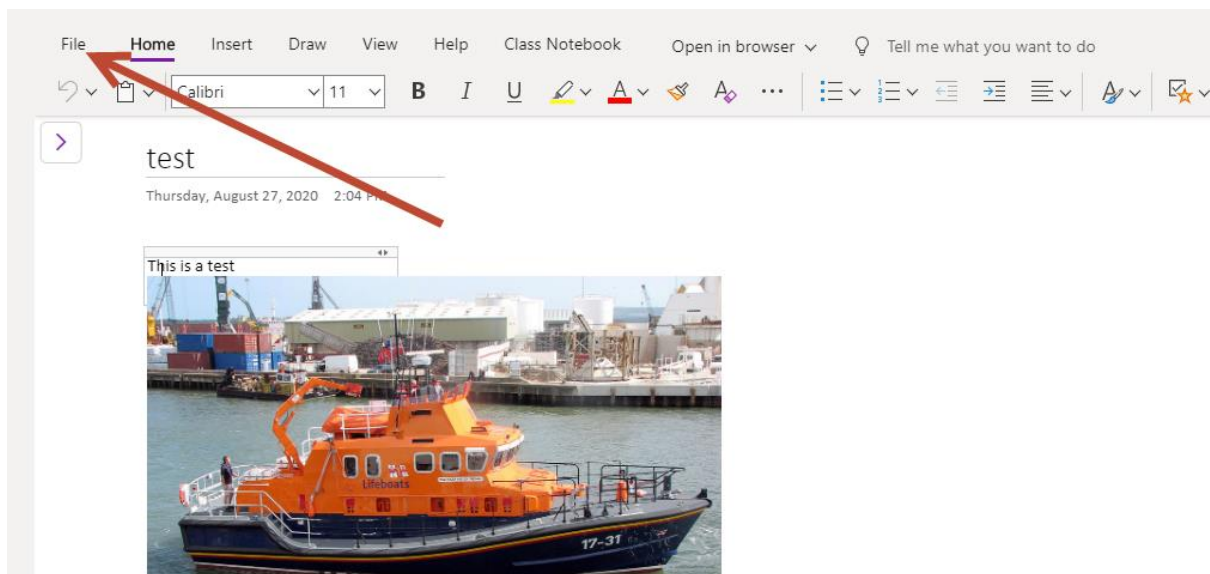 File Home Insert Draw View Help Class Notebook Open in browser Tell me what you want to do
Calibri 11 B I U A A
test
Thursday, August 27, 2020 2:04 PM
This is a test
Lifeboats
17-31